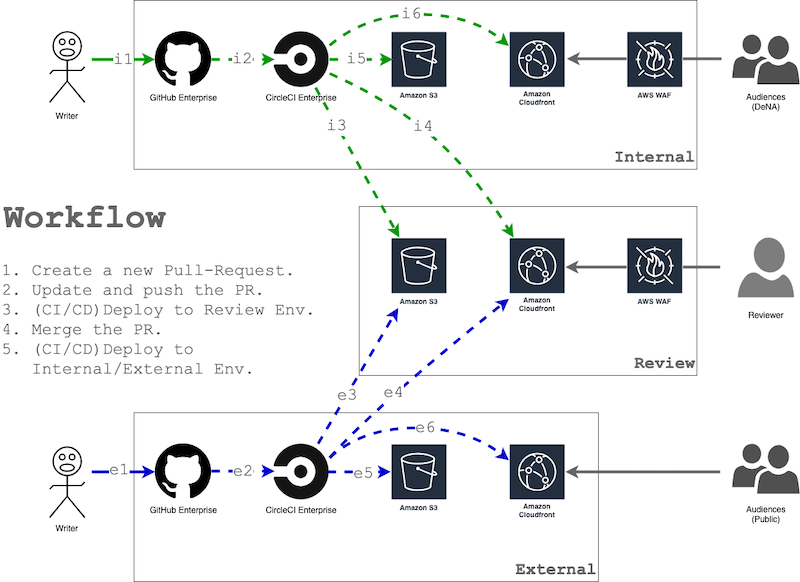 i6
i1
i2
i5
GitHub Enterprise
CircleCI Enterprise
Amazon S3
Amazon
Cloudfront
AWS WAF
Audiences
(DeNA)
Writer
i3
i4
Internal
Workflow
1. Create a new Pull-Request.
2. Update and push the PR.
3. (CI/CD)Deploy to Review Env.
4. Merge the PR.
5. (CI/CD)Deploy to
Internal/External Env.
Amazon S3
Amazon
Cloudfront
AWS WAF
Reviewer
Review
e3
e4
e6
e1
e2
e5
GitHub Enterprise
CircleCI Enterprise
Amazon S3
Amazon
Cloudfront
Audiences
(Public)
Writer
External